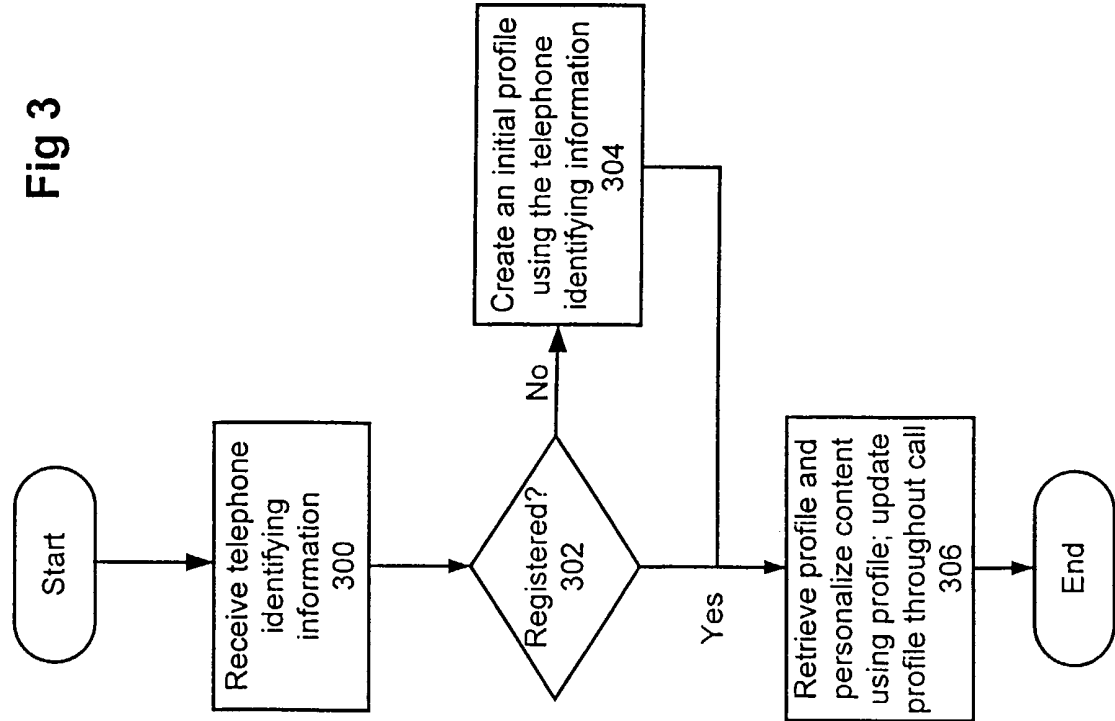 Fig 3
Start
Receive telephone
identifying
information
300
Registered?
302
No
Create an initial profile
using the telephone
identifying information
304
Yes
Retrieve profile and
personalize content
using profile; update
profile throughout call
306
End